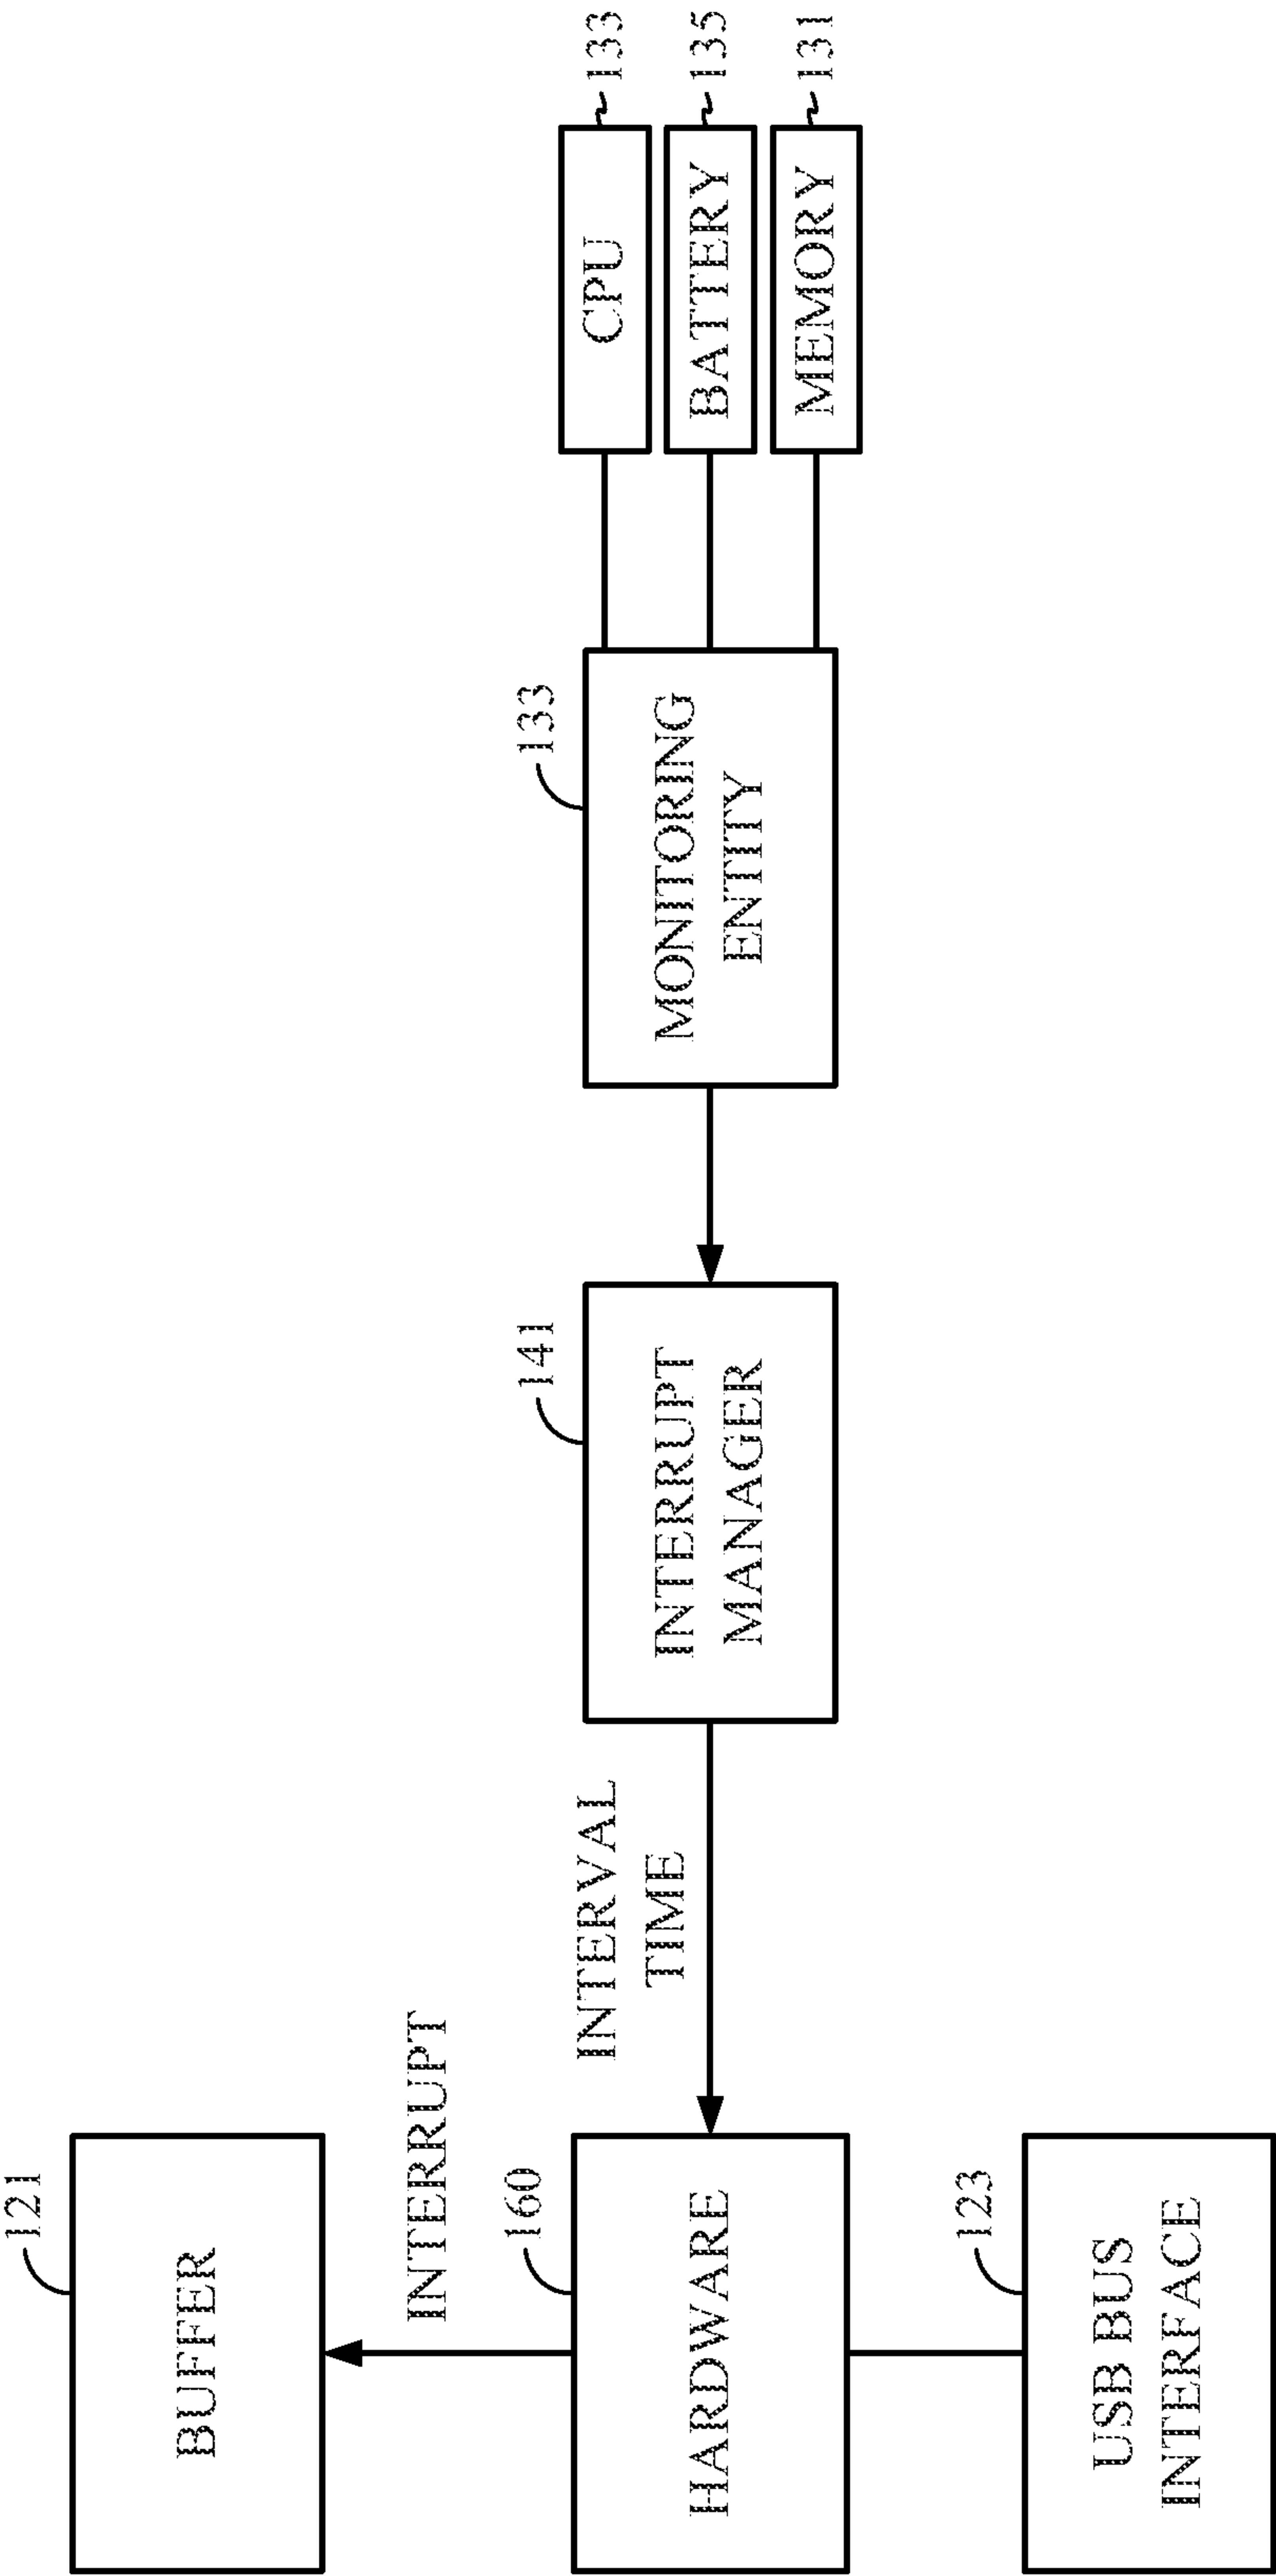 121
BUFFER
INTERRUPT
160
HARDWARE
123
USB BUS
INTERFACE
INTERVAL
TIME
141
INTERRUPT
MANAGER
133
MONITORING
ENTITY
CPU
133
BATTERY
135
MEMORY
131